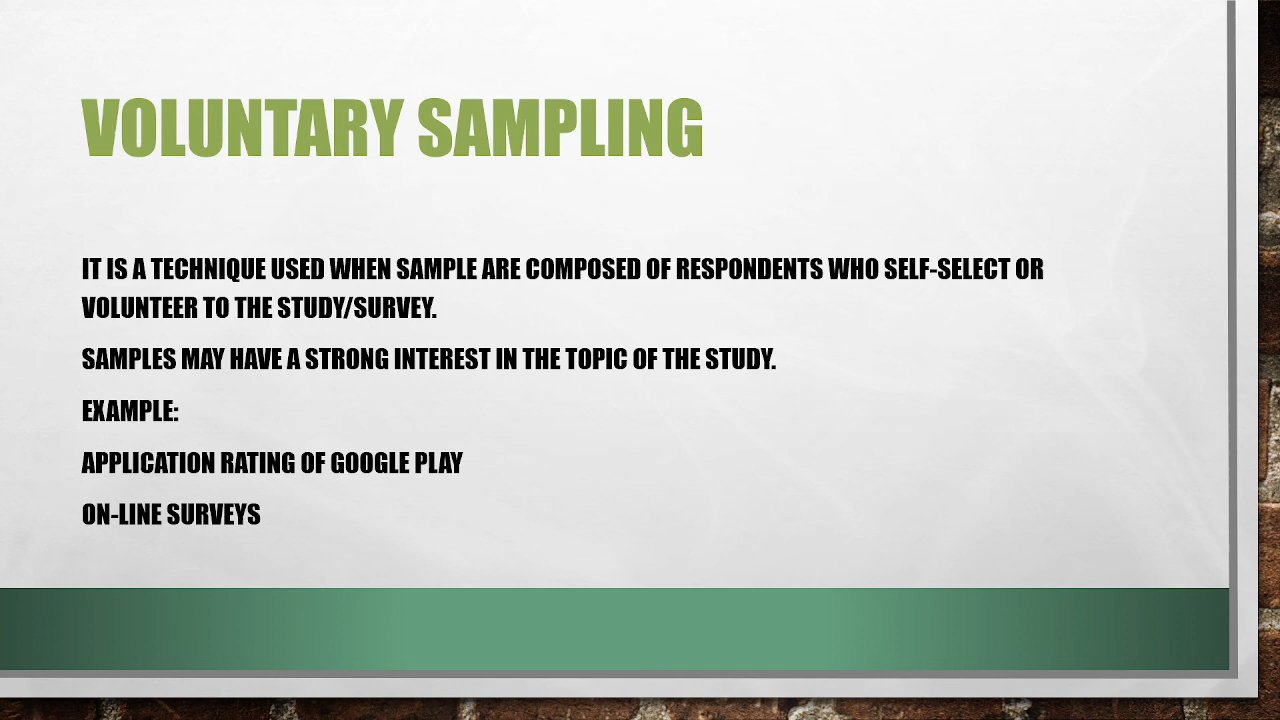 VOLUNTARY SAMPLING
IT IS A TECHNIQUE USED WHEN SAMPLE ARE COMPOSED OF RESPONDENTS WHO SELF-SELECT OR
VOLUNTEER TO THE STUDY/SURVEY.
SAMPLES MAY HAVE A STRONG INTEREST IN THE TOPIC OF THE STUDY.
EXAMPLE:
APPLICATION RATING OF GOOGLE PLAY
ON-LINE SURVEYS